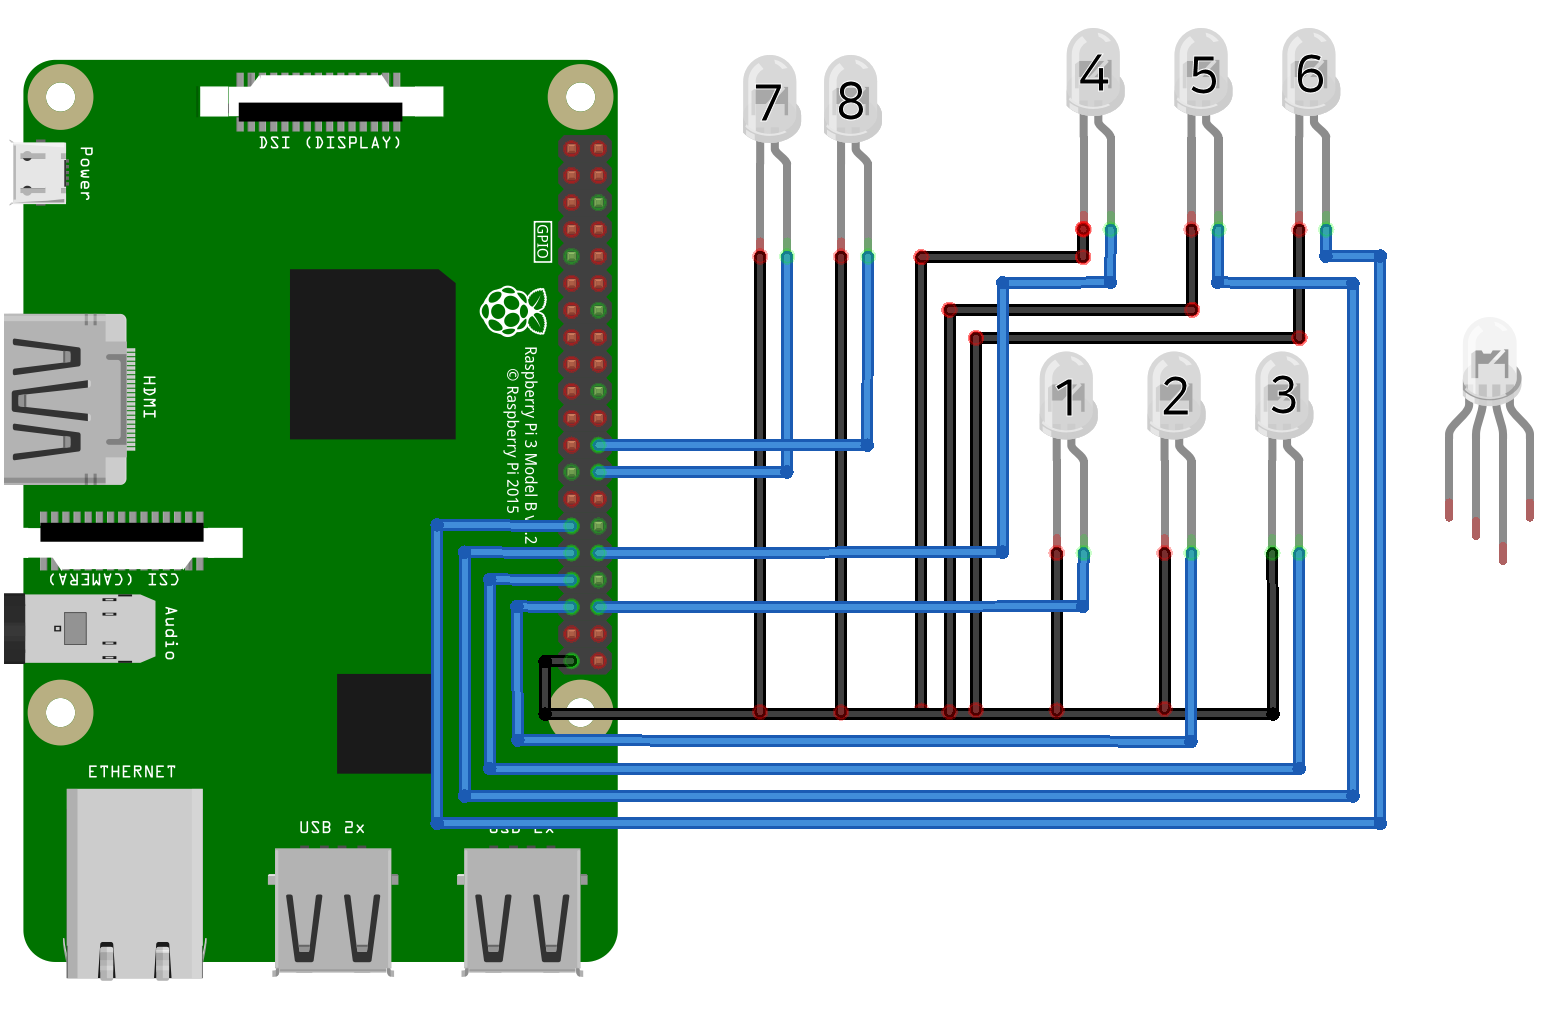 DSI (DISPLAY)
Power
GPIO
HDMI
Raspberry Pi 3 Model B v1.2
© Raspberry Pi 2015
CSI (CAMERA)
Audio
ETHERNET
USB 2x
USB 2x
7
8
4
5
6
1
2
3